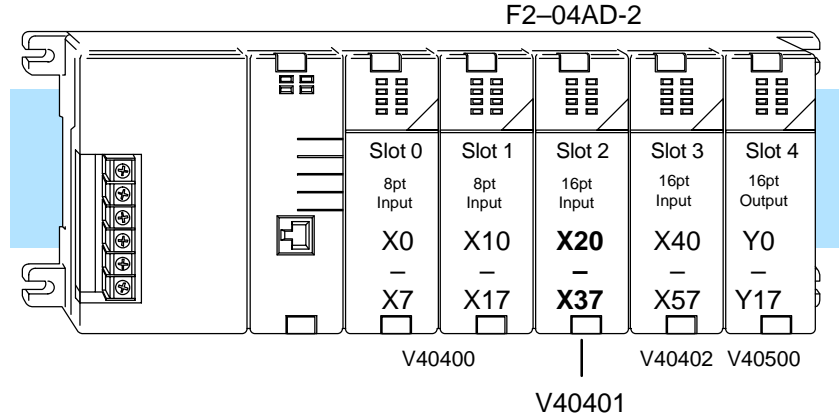 F2–04AD-2
Slot 0 Slot 1 Slot 2 Slot 3 Slot 4
8pt 8pt 16pt 16pt 16pt
Input Input Input Input Output
X0 X10 X20 X40 Y0
– – – – –
X7 X17 X37 X57 Y17
V40400 V40402 V40500
V40401